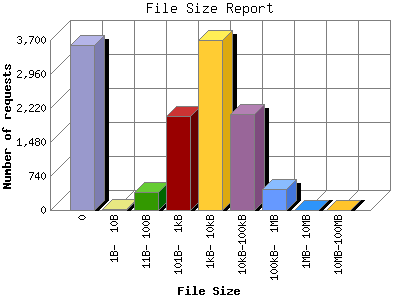 File Size Report
Number of requests
3,700
2,960
2,220
1,480
740
0
0
1B- 10B
11B- 100B
101B- 1kB
1kB- 10kB
10kB-100kB
100kB- 1MB
1MB- 10MB
10MB-100MB
File Size